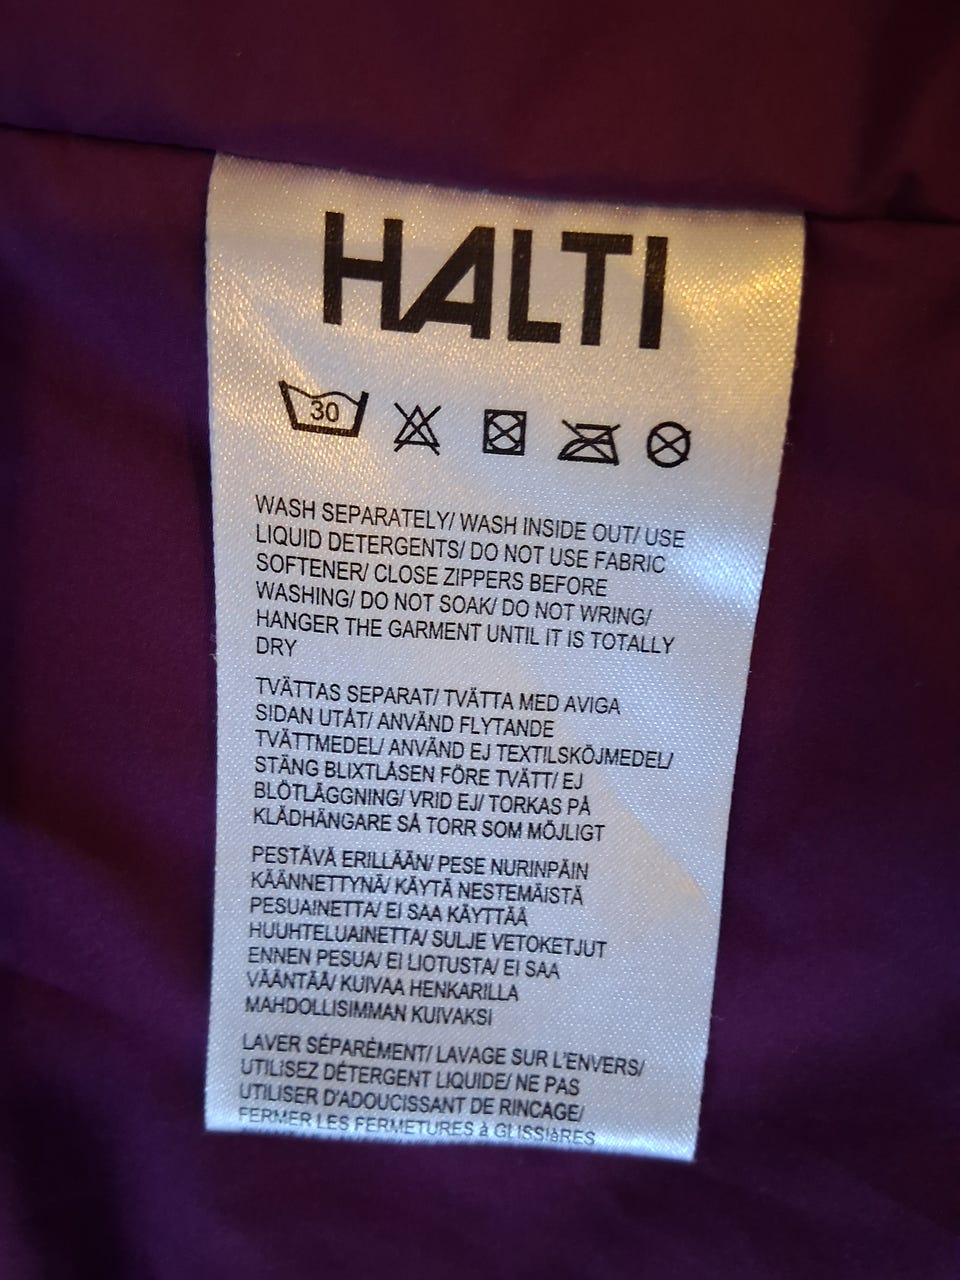 HALTI
30
WASH SEPARATELY/ WASH INSIDE OUT/ USE
LIQUID DETERGENTS/ DO NOT USE FABRIC
SOFTENER/ CLOSE ZIPPERS BEFORE
WASHING/ DO NOT SOAK/ DO NOT WRING/
HANGER THE GARMENT UNTIL IT IS TOTALLY
DRY
TVÄTTAS SEPARAT/ TVÄTTA MED AVIGA
SIDAN UTÅT/ ANVÄND FLYTANDE
TVÄTTMEDEL/ ANVÄND EJ TEXTILSKÖJMEDEL/
STÄNG BLIXTLÅSEN FÖRE TVÄTT/ EJ
BLÖTLÄGGNING/ VRID EJ/ TORKAS PÅ
KLÄDHÄNGARE SÅ TORR SOM MÖJLIGT
PESTÄVÄ ERILLÄÄN/ PESE NURINPÄIN
KÄÄNNETTYNÄ/ KÄYTÄ NESTEMÄISTÄ
PESUAINETTA/ EI SAA KÄYTTÄÄ
HUUHTELUAINETTA/ SULJE VETOKETJUT
ENNEN PESUA/ EI LIOTUSTA/ EI SAA
VÄÄNTÄÄ/ KUIVAA HENKARILLA
MAHDOLLISIMMAN KUIVAKSI
LAVER SÉPARÉMENT/ LAVAGE SUR L'ENVERS/
UTILISEZ DÉTERGENT LIQUIDE/ NE PAS
UTILISER D'ADOUCISSANT DE RINCAGE/
FERMER LES FERMETURES à GLISSIèRES